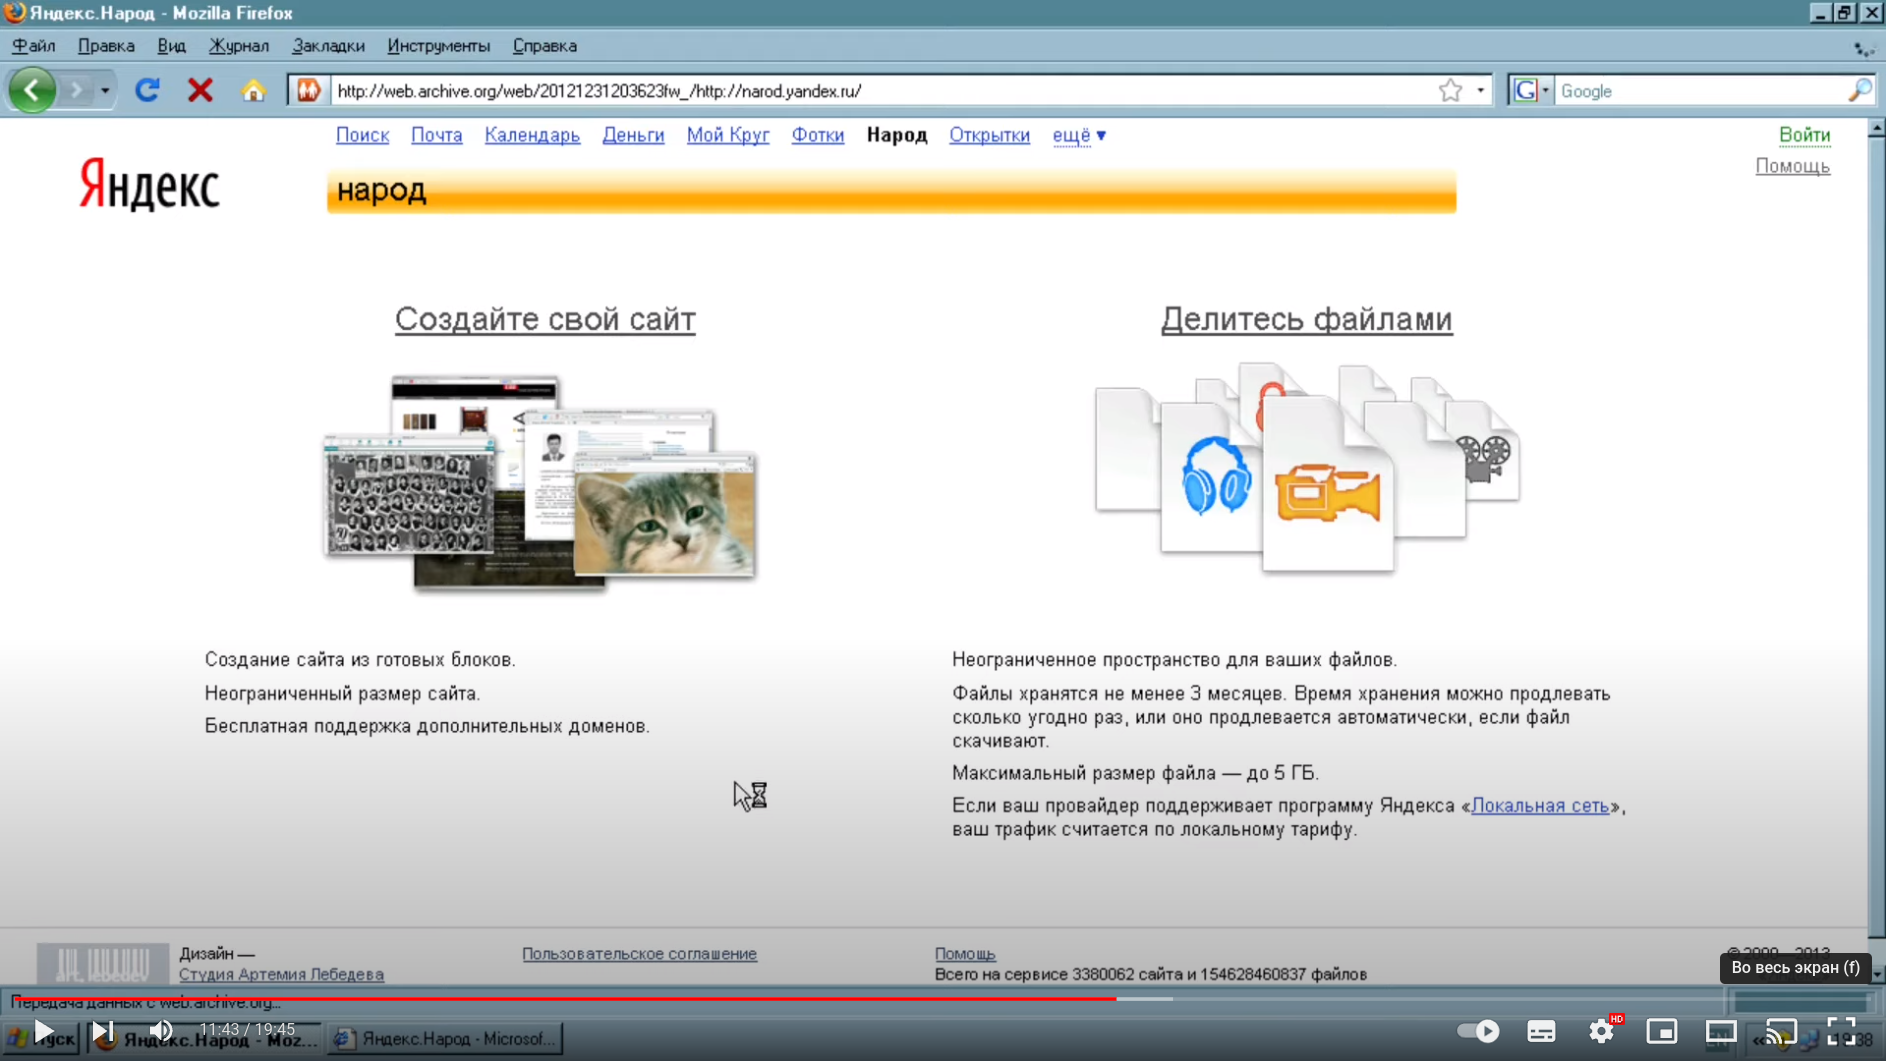 Яндекс.Народ - Mozilla Firefox
Файл Правка Вид Журнал Закладки Инструменты Справка
http://web.archive.org/web/20121231203623fw_/http://narod.yandex.ru/
Google
Поиск Почта Календарь Деньги Мой Круг Фотки Народ Открытки ещё ▼ Войти
Помощь
Яндекс народ
Создайте свой сайт
Делитесь файлами
Создание сайта из готовых блоков.
Неограниченный размер сайта.
Бесплатная поддержка дополнительных доменов.
Неограниченное пространство для ваших файлов.
Файлы хранятся не менее 3 месяцев. Время хранения можно продлевать
сколько угодно раз, или оно продлевается автоматически, если файл
скачивают.
Максимальный размер файла — до 5 ГБ.
Если ваш провайдер поддерживает программу Яндекса «Локальная сеть»,
ваш трафик считается по локальному тарифу.
art. lebedev
Дизайн —
Студия Артемия Лебедева
Пользовательское соглашение
Помощь
Всего на сервисе 3380062 сайта и 154628460837 файлов
© 2000—2013
Во весь экран (f)
Передача данных с web.archive.org...
11:43 / 19:45
HD
Пуск
Яндекс.Народ - Moz...
Яндекс.Народ - Microsof...
EN